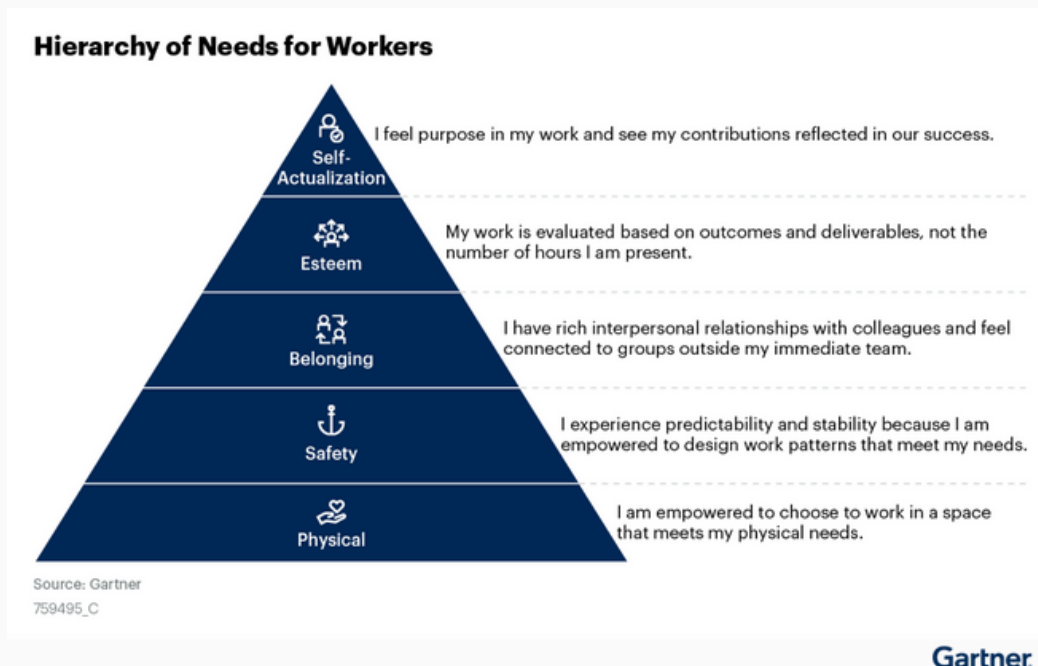 Hierarchy of Needs for Workers
Self-
Actualization
I feel purpose in my work and see my contributions reflected in our success.
Esteem
My work is evaluated based on outcomes and deliverables, not the
number of hours I am present.
Belonging
I have rich interpersonal relationships with colleagues and feel
connected to groups outside my immediate team.
Safety
I experience predictability and stability because I am
empowered to design work patterns that meet my needs.
Physical
I am empowered to choose to work in a space
that meets my physical needs.
Source: Gartner
759495_C
Gartner